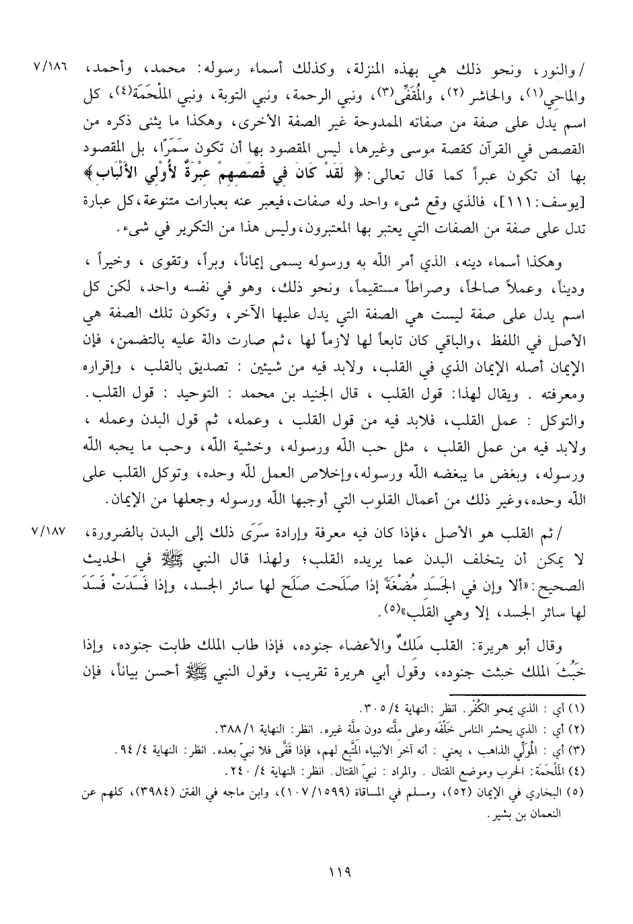 ٧/١٨٦ / والنور، ونحو ذلك هي بهذه المنزلة، وكذلك أسماء رسوله: محمد، وأحمد،
والماحِي(١)، والحاشر (٢)، والمُقَفِّى(٣)، ونبي الرحمة، ونبي التوبة، ونبي الملْحَمَة(٤)، كل
اسم يدل على صفة من صفاته الممدوحة غير الصفة الأخرى، وهكذا ما يثنى ذكره من
القصص في القرآن كقصة موسى وغيرها، ليس المقصود بها أن تكون سَمَرًا، بل المقصود
بها أن تكون عبراً كما قال تعالى: ﴿ لَقَدْ كَانَ فِي قَصَصِهِمْ عِبْرَةٌ لأُوْلِي الأَلْبَابِ ﴾
[يوسف: ١١١]، فالذي وقع شىء واحد وله صفات، فيعبر عنه بعبارات متنوعة، كل عبارة
تدل على صفة من الصفات التي يعتبر بها المعتبرون، وليس هذا من التكرير في شىء.
وهكذا أسماء دينه، الذي أمر اللّه به ورسوله يسمى إيماناً، وبراً، وتقوى ، وخيراً ،
وديناً، وعملاً صالحاً، وصراطاً مستقيماً، ونحو ذلك، وهو في نفسه واحد، لكن كل
اسم يدل على صفة ليست هي الصفة التي يدل عليها الآخر، وتكون تلك الصفة هي
الأصل في اللفظ ، والباقي كان تابعاً لها لازماً لها ، ثم صارت دالة عليه بالتضمن، فإن
الإيمان أصله الإيمان الذي في القلب، ولابد فيه من شيئين : تصديق بالقلب ، وإقراره
ومعرفته . ويقال لهذا: قول القلب ، قال الجنيد بن محمد : التوحيد : قول القلب.
والتوكل : عمل القلب، فلابد فيه من قول القلب ، وعمله، ثم قول البدن وعمله ،
ولابد فيه من عمل القلب ، مثل حب اللّه ورسوله، وخشية اللّه، وحب ما يحبه اللّه
ورسوله، وبغض ما يبغضه اللّه ورسوله، وإخلاص العمل للّه وحده، وتوكل القلب على
اللّه وحده، وغير ذلك من أعمال القلوب التي أوجبها اللّه ورسوله وجعلها من الإيمان.
٧/١٨٧ / ثم القلب هو الأصل ، فإذا كان فيه معرفة وإرادة سَرَى ذلك إلى البدن بالضرورة،
لا يمكن أن يتخلف البدن عما يريده القلب؛ ولهذا قال النبي ﷺ في الحديث
الصحيح: «ألا وإن في الجَسَد مُضْغَةً إذا صَلَحت صَلَح لها سائر الجسد، وإذا فَسَدَتْ فَسَدَ
لها سائر الجسد، إلا وهي القلب»(٥).
وقال أبو هريرة: القلب مَلِكٌ والأعضاء جنوده، فإذا طاب الملك طابت جنوده، وإذا
خَبُثَ الملك خبثت جنوده، وقول أبي هريرة تقريب، وقول النبي ﷺ أحسن بياناً، فإن
(١) أي : الذي يمحو الكُفْر. انظر :النهاية ٣٠٥/٤.
(٢) أي : الذي يحشر الناس خَلْفَه وعلى مِلَّته دون ملة غيره. انظر: النهاية ٣٨٨/١.
(٣) أي : المُوَلِّي الذاهب ، يعني : أنه آخر الأنبياء المتَّبِع لهم، فإذا قَفَّى فلا نبيّ بعده. انظر: النهاية ٩٤/٤.
(٤) المَلْحَمَة: الحرب وموضع القتال . والمراد : نبيّ القتال. انظر: النهاية ٢٤٠/٤.
(٥) البخاري في الإيمان (٥٢)، ومسلم في المساقاة (١٠٧/١٥٩٩)، وابن ماجه في الفتن (٣٩٨٤)، كلهم عن
النعمان بن بشير.
١١٩